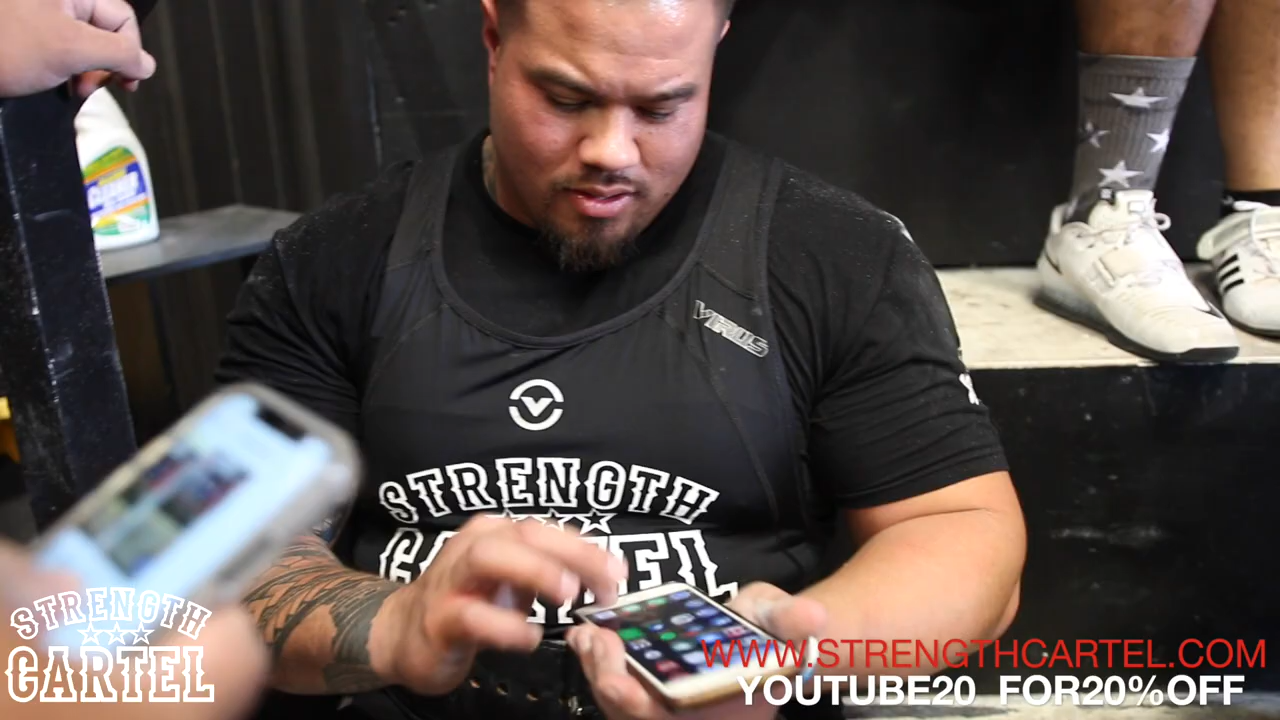 VIRUS
STRENGTH
CARTEL
STRENGTH
CARTEL
WWW.STRENGTHCARTEL.COM
YOUTUBE20 FOR20%OFF